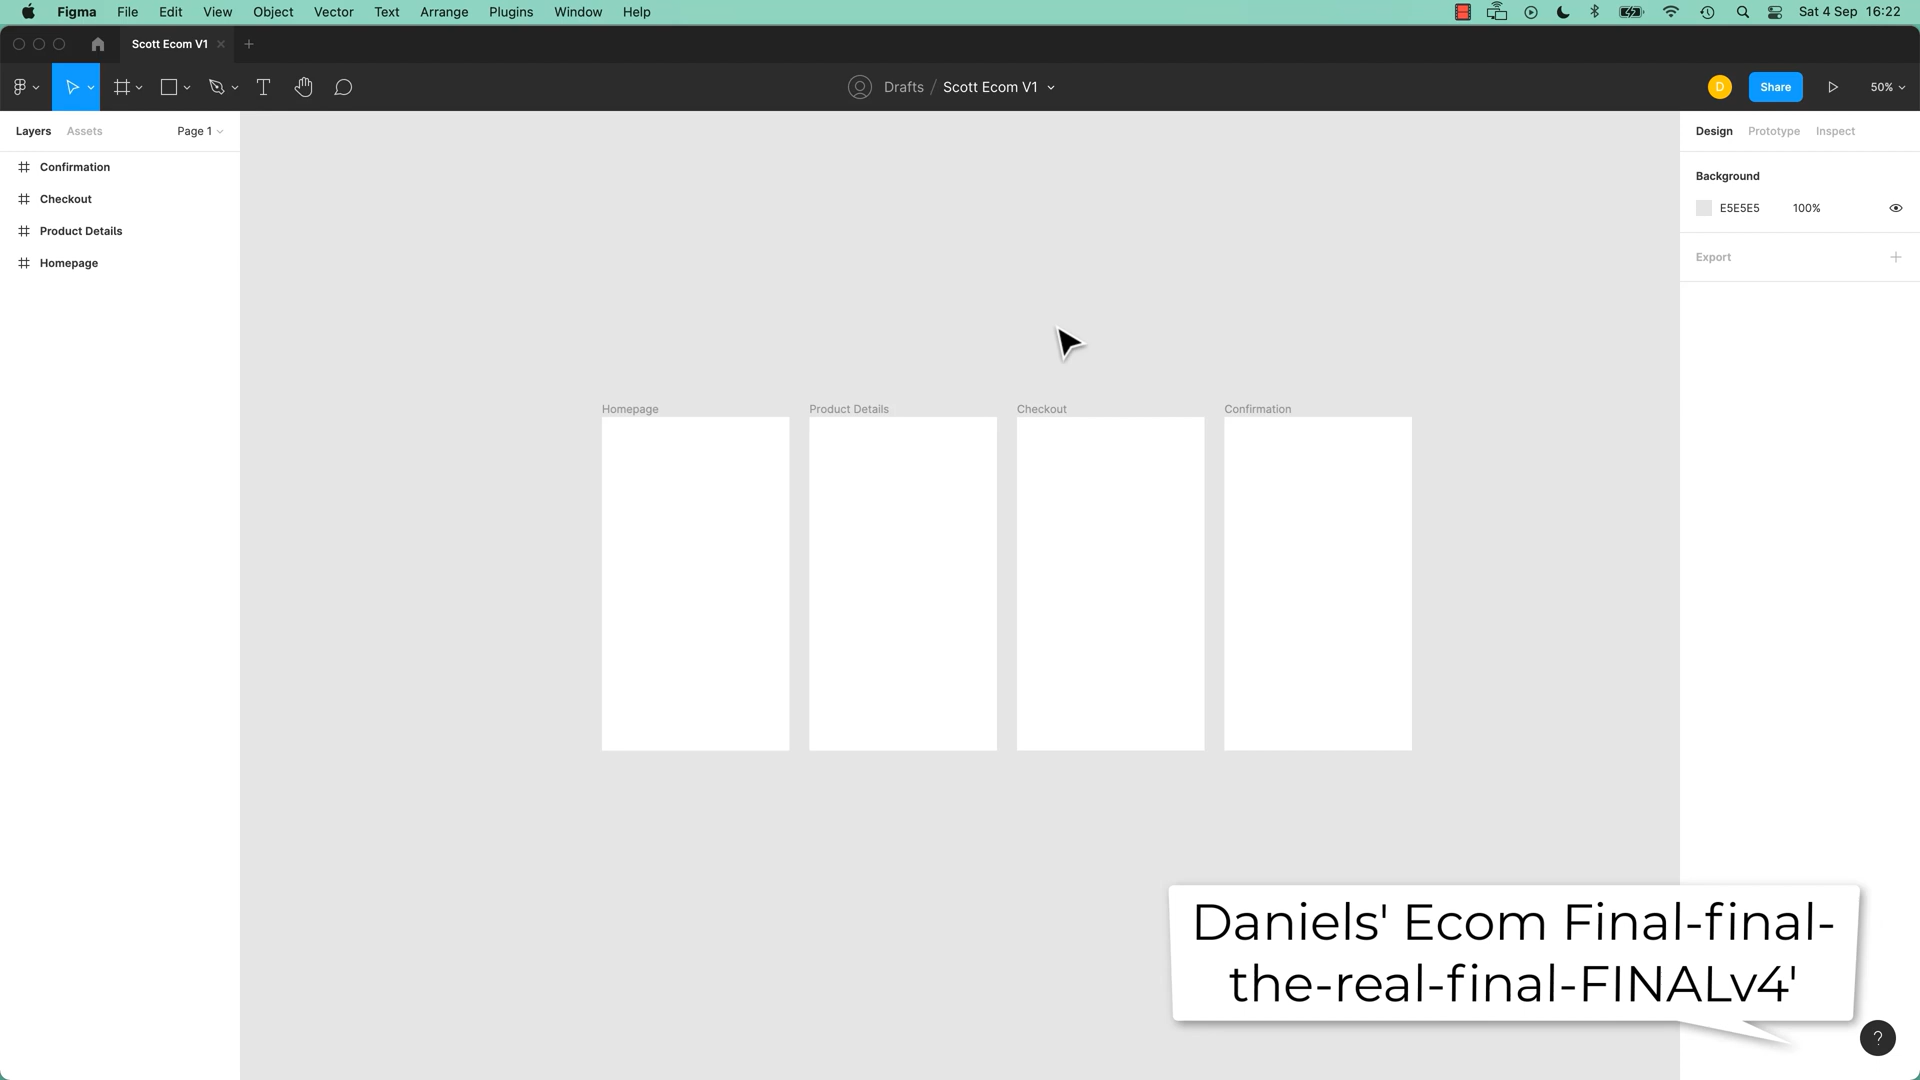 Figma File Edit View Object Vector Text Arrange Plugins Window Help Sat 4 Sep 16:22
Scott Ecom V1
Drafts / Scott Ecom V1
D
Share
50%
Layers Assets Page 1
Confirmation
Checkout
Product Details
Homepage
Homepage
Product Details
Checkout
Confirmation
Design Prototype Inspect
Background
E5E5E5 100%
Export
Daniels' Ecom Final-final-
the-real-final-FINALv4'
?